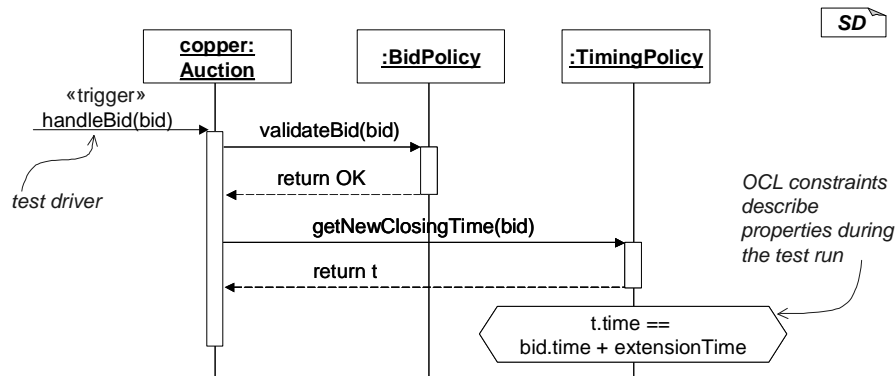 SD
copper:
Auction
:BidPolicy
:TimingPolicy
«trigger»
handleBid(bid)
validateBid(bid)
test driver
return OK
OCL constraints
describe
properties during
the test run
getNewClosingTime(bid)
return t
t.time ==
bid.time + extensionTime